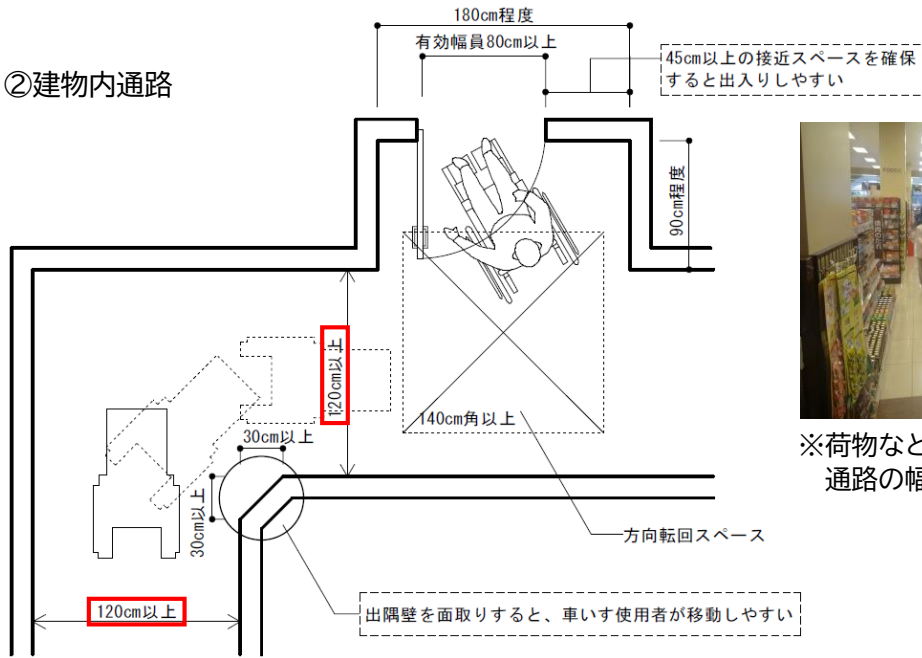 180cm程度
有効幅員80cm以上
45cm以上の接近スペースを確保
すると出入りしやすい
②建物内通路
90cm程度
120cm以上
140cm角以上
30cm以上
30cm以上
※荷物など
通路の幅
方向転回スペース
120cm以上
出隅壁を面取りすると、車いす使用者が移動しやすい